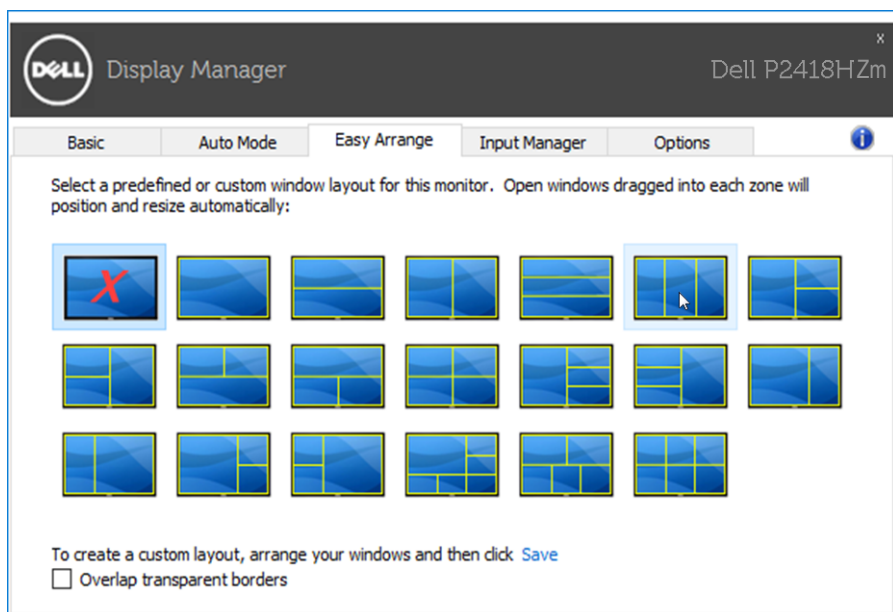 x
DELL Display Manager
Dell P2418HZm
Basic Auto Mode Easy Arrange Input Manager Options i
Select a predefined or custom window layout for this monitor. Open windows dragged into each zone will
position and resize automatically:
X
To create a custom layout, arrange your windows and then click Save
Overlap transparent borders